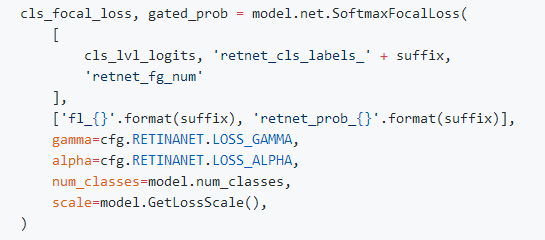 cls_focal_loss, gated_prob = model.net.SoftmaxFocalLoss(
[
cls_lvl_logits, 'retnet_cls_labels_' + suffix,
'retnet_fg_num'
],
['fl_{}'.format(suffix), 'retnet_prob_{}'.format(suffix)],
gamma=cfg.RETINANET.LOSS_GAMMA,
alpha=cfg.RETINANET.LOSS_ALPHA,
num_classes=model.num_classes,
scale=model.GetLossScale(),
)